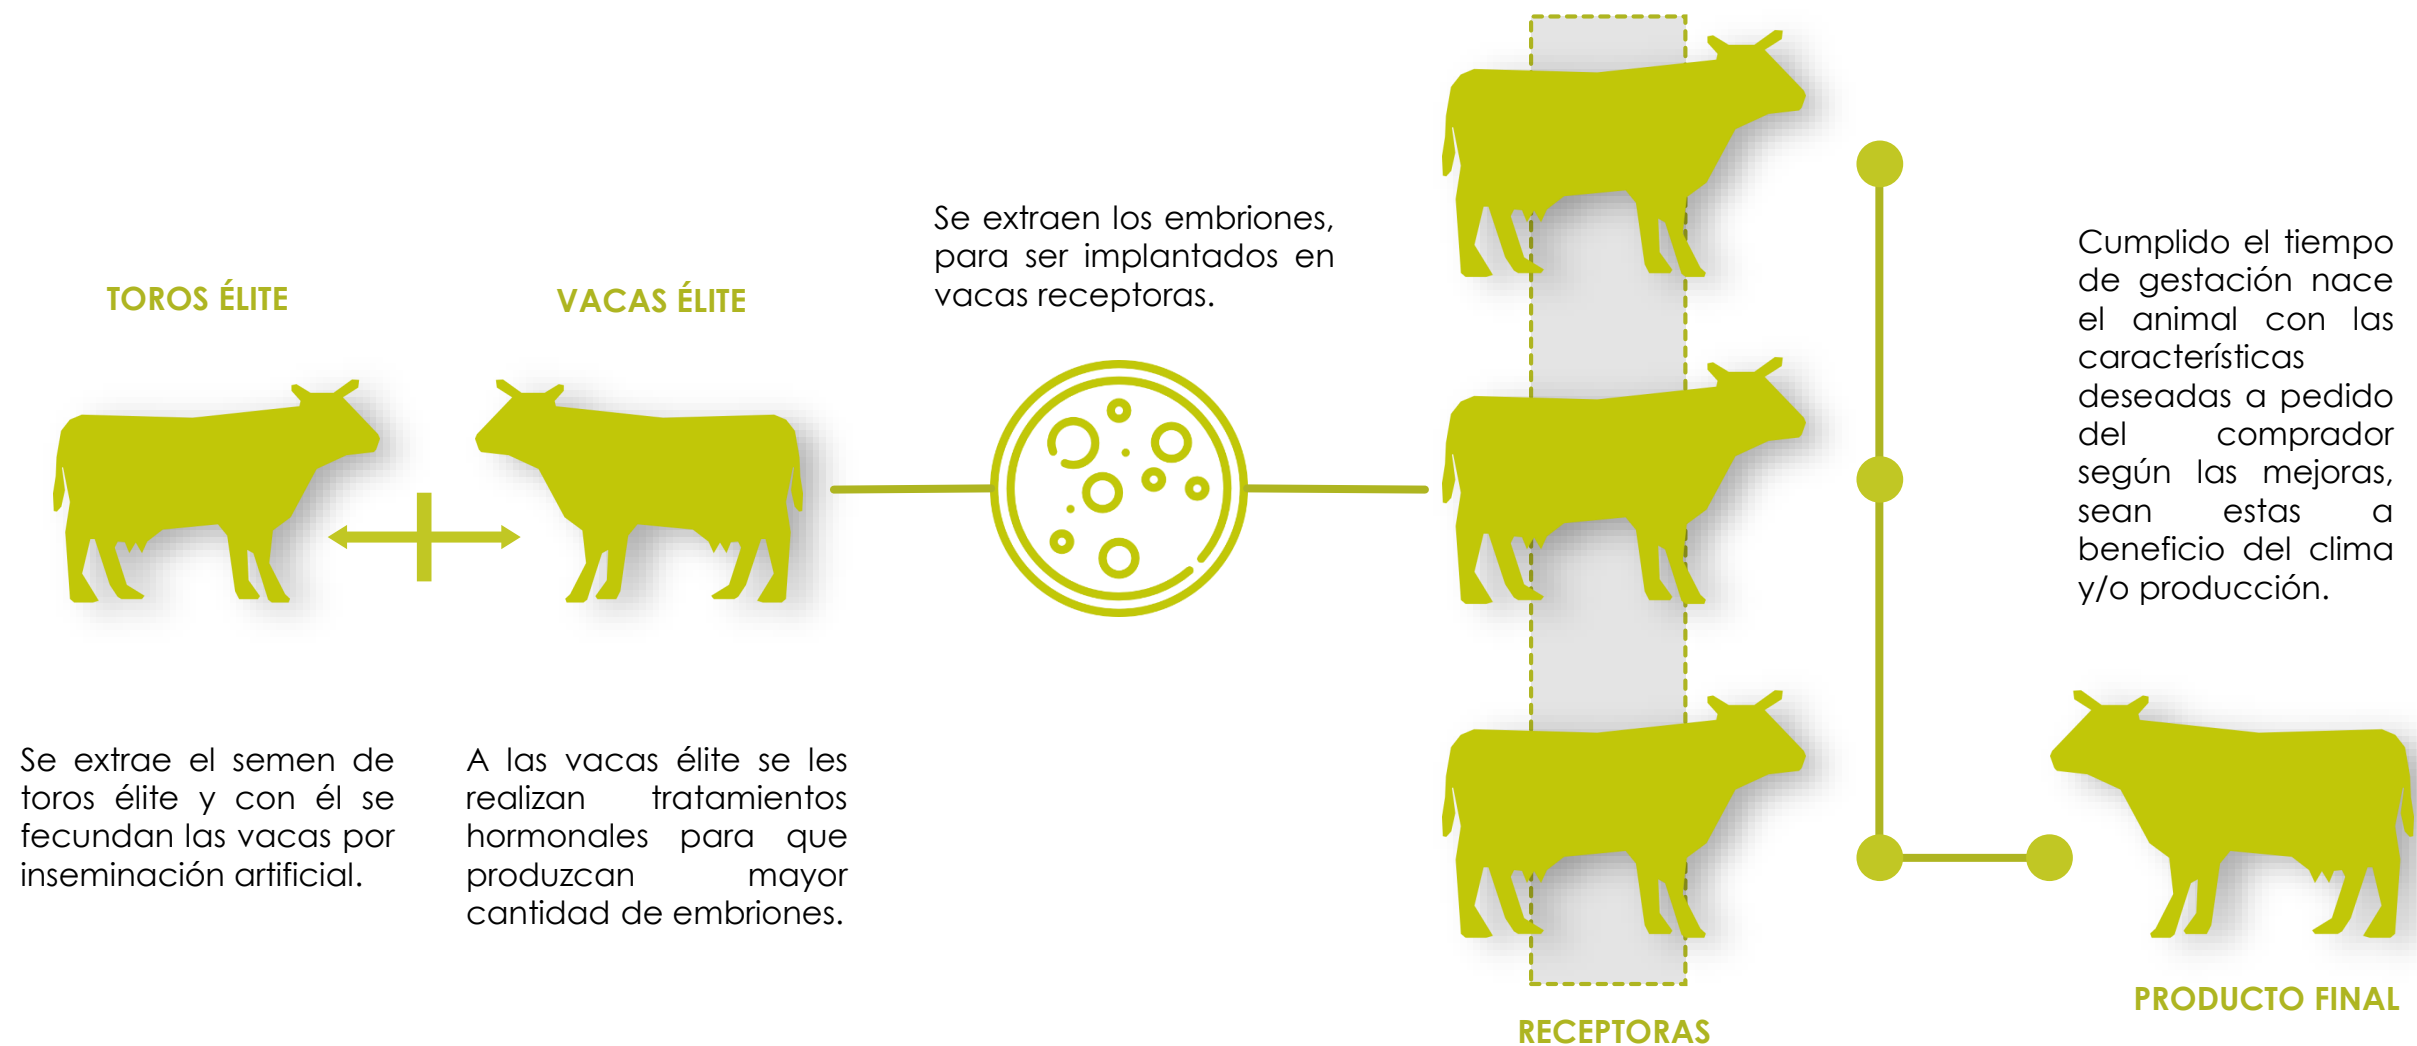 TOROS ÉLITE
Se extrae el semen de
toros élite y con él se
fecundan las vacas por
inseminación artificial.
VACAS ÉLITE
A las vacas élite se les
realizan tratamientos
hormonales para que
produzcan mayor
cantidad de embriones.
Se extraen los embriones,
para ser implantados en
vacas receptoras.
RECEPTORAS
Cumplido el tiempo
de gestación nace
el animal con las
características
deseadas a pedido
del comprador
según las mejoras,
sean estas a
beneficio del clima
y/o producción.
PRODUCTO FINAL